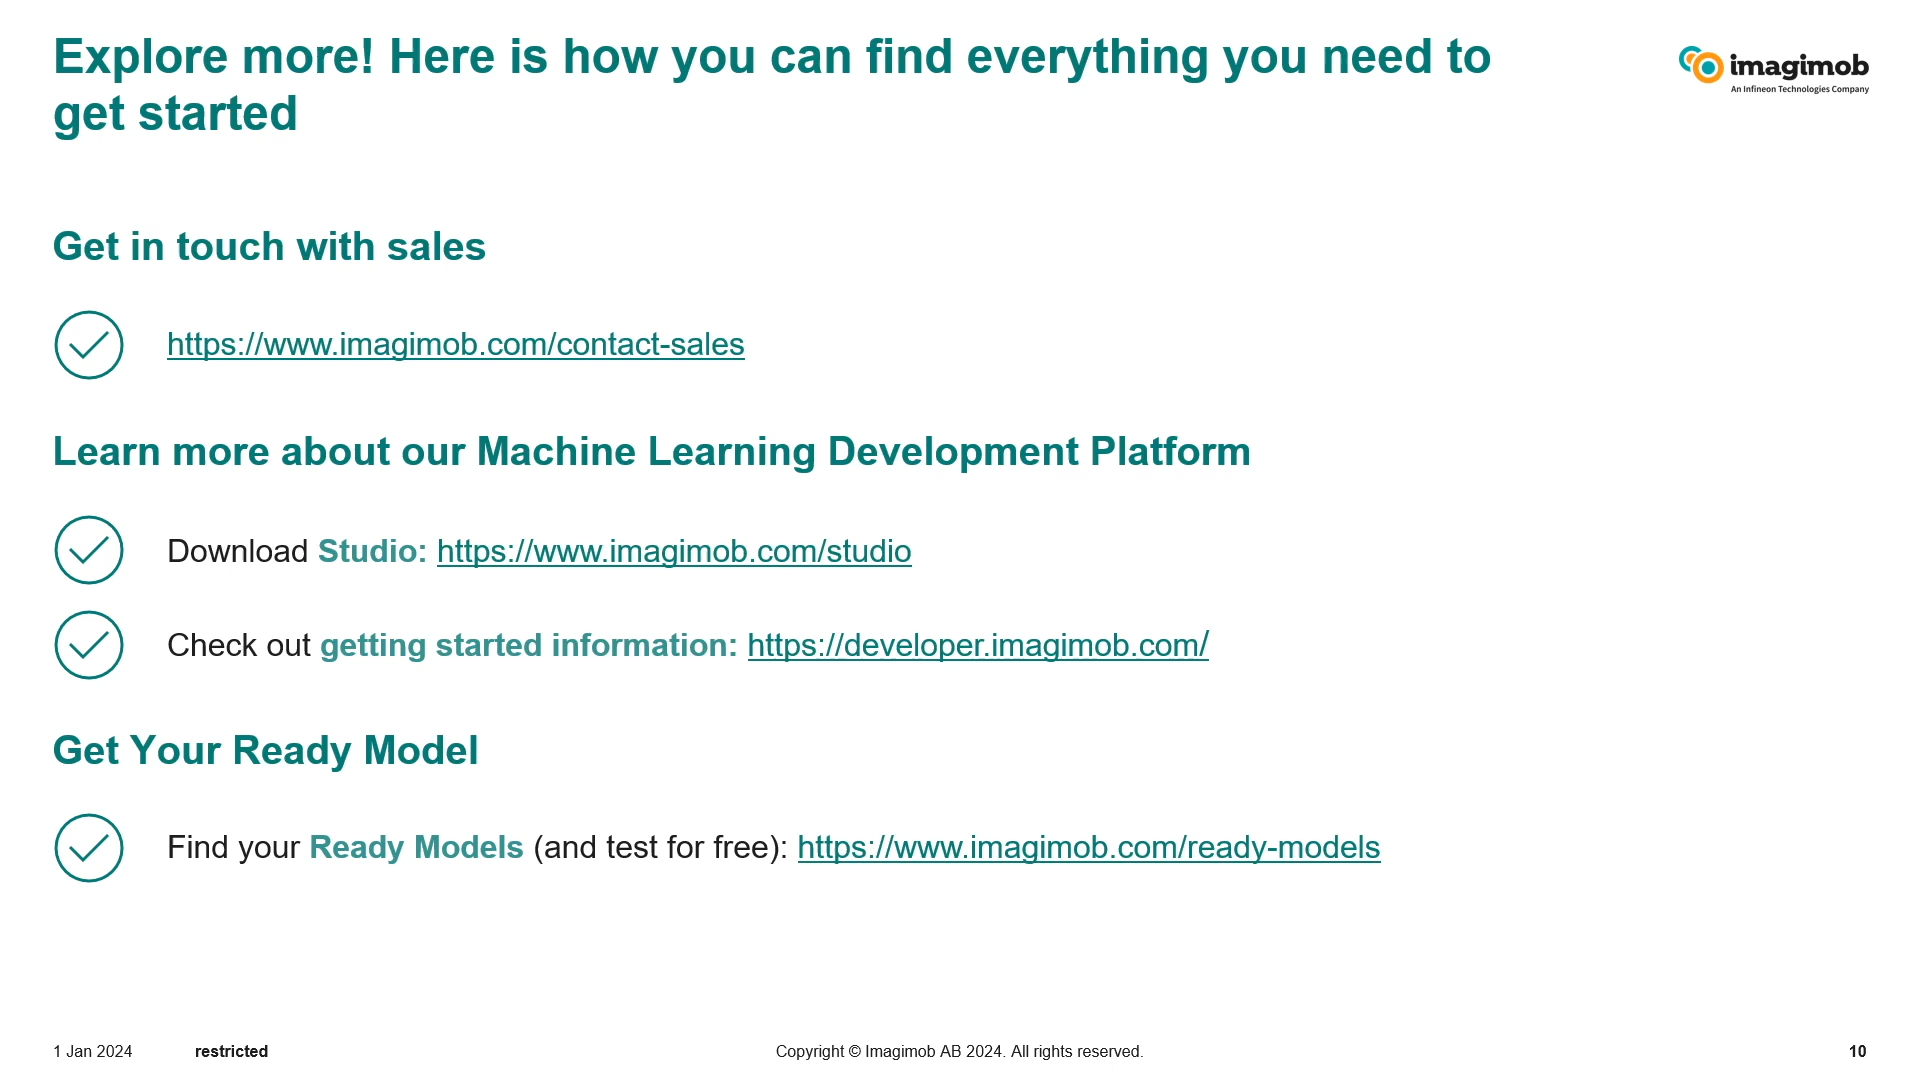 Explore more! Here is how you can find everything you need to
get started
imagimob
An Infineon Technologies Company
Get in touch with sales
https://www.imagimob.com/contact-sales
Learn more about our Machine Learning Development Platform
Download Studio: https://www.imagimob.com/studio
Check out getting started information: https://developer.imagimob.com/
Get Your Ready Model
Find your Ready Models (and test for free): https://www.imagimob.com/ready-models
1 Jan 2024 restricted Copyright © Imagimob AB 2024. All rights reserved. 10